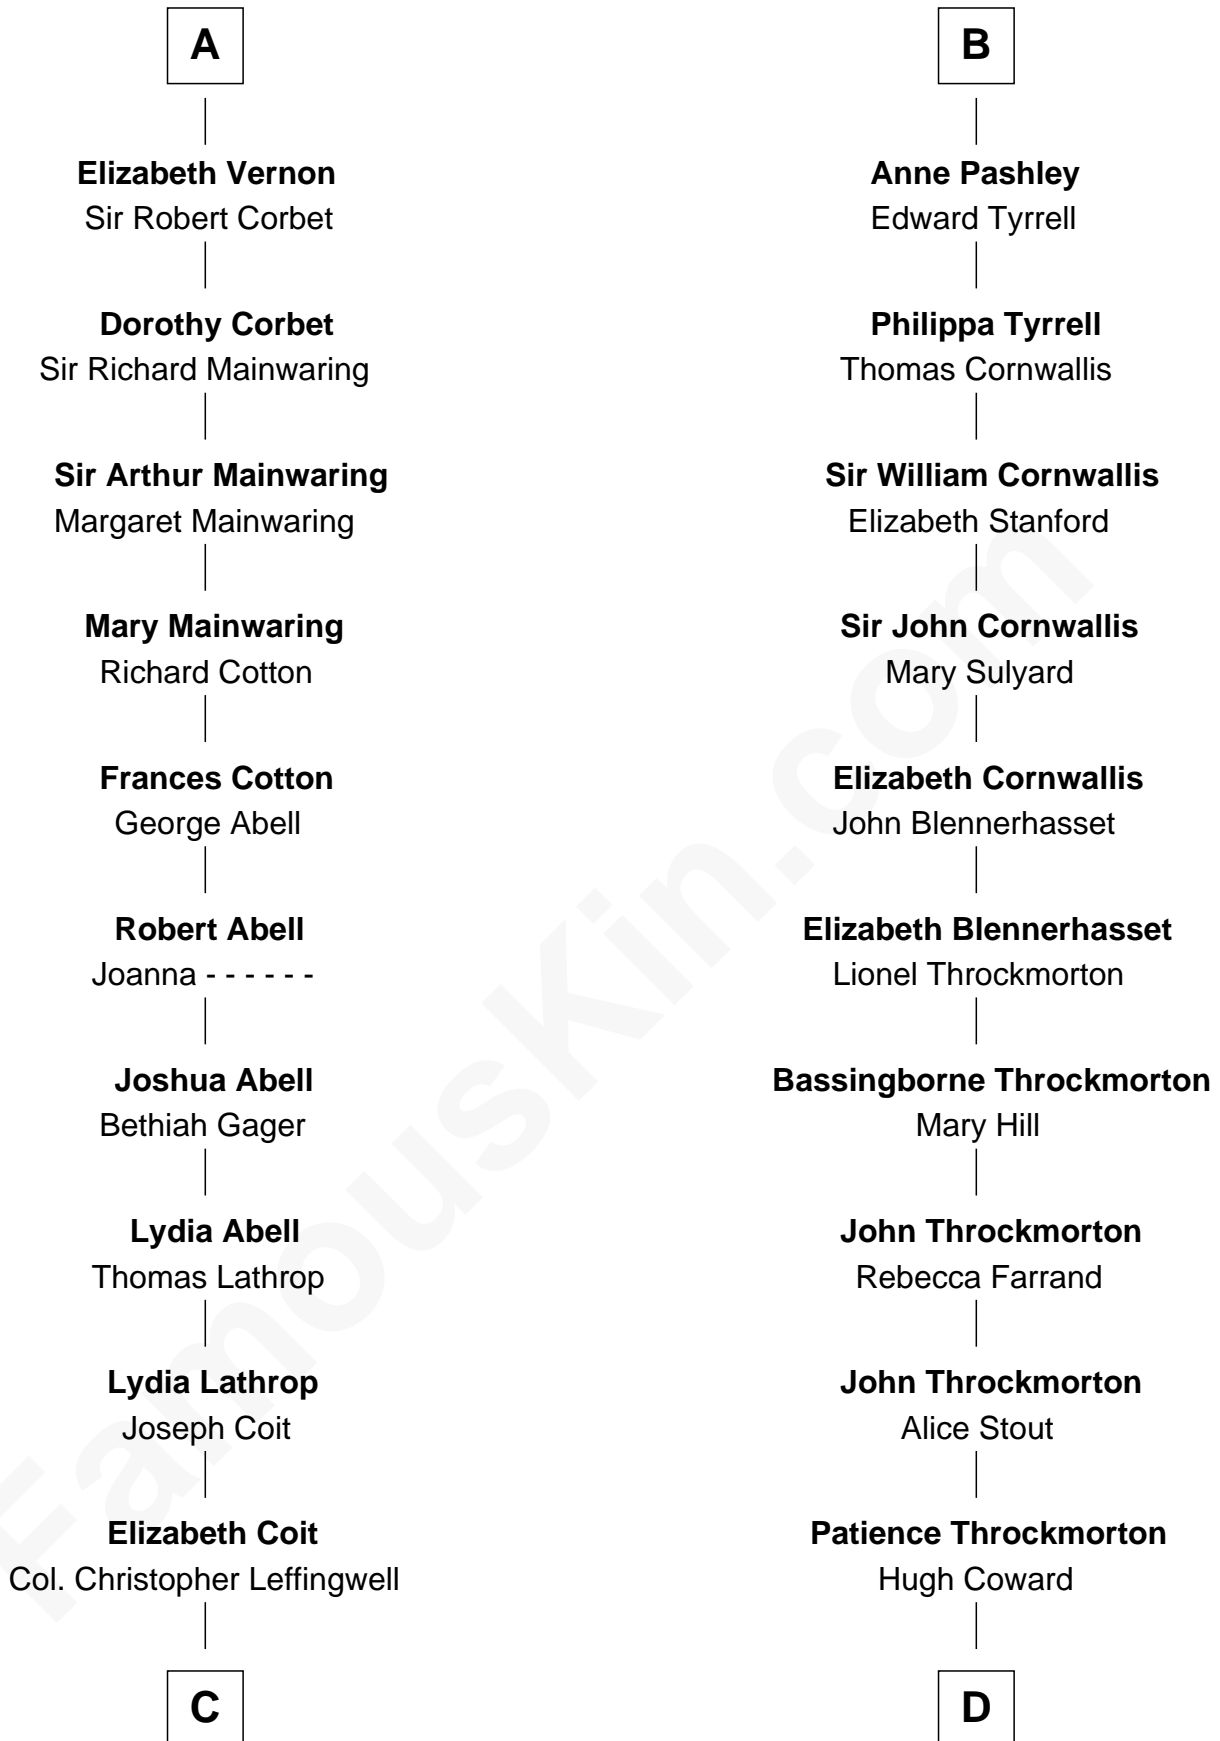 A
Elizabeth Vernon
Sir Robert Corbet
Dorothy Corbet
Sir Richard Mainwaring
Sir Arthur Mainwaring
Margaret Mainwaring
Mary Mainwaring
Richard Cotton
Frances Cotton
George Abell
Robert Abell
Joanna - - - - - -
Joshua Abell
Bethiah Gager
Lydia Abell
Thomas Lathrop
Lydia Lathrop
Joseph Coit
Elizabeth Coit
Col. Christopher Leffingwell
C
B
Anne Pashley
Edward Tyrrell
Philippa Tyrrell
Thomas Cornwallis
Sir William Cornwallis
Elizabeth Stanford
Sir John Cornwallis
Mary Sulyard
Elizabeth Cornwallis
John Blennerhasset
Elizabeth Blennerhasset
Lionel Throckmorton
Bassingborne Throckmorton
Mary Hill
John Throckmorton
Rebecca Farrand
John Throckmorton
Alice Stout
Patience Throckmorton
Hugh Coward
D
FamousKin.com